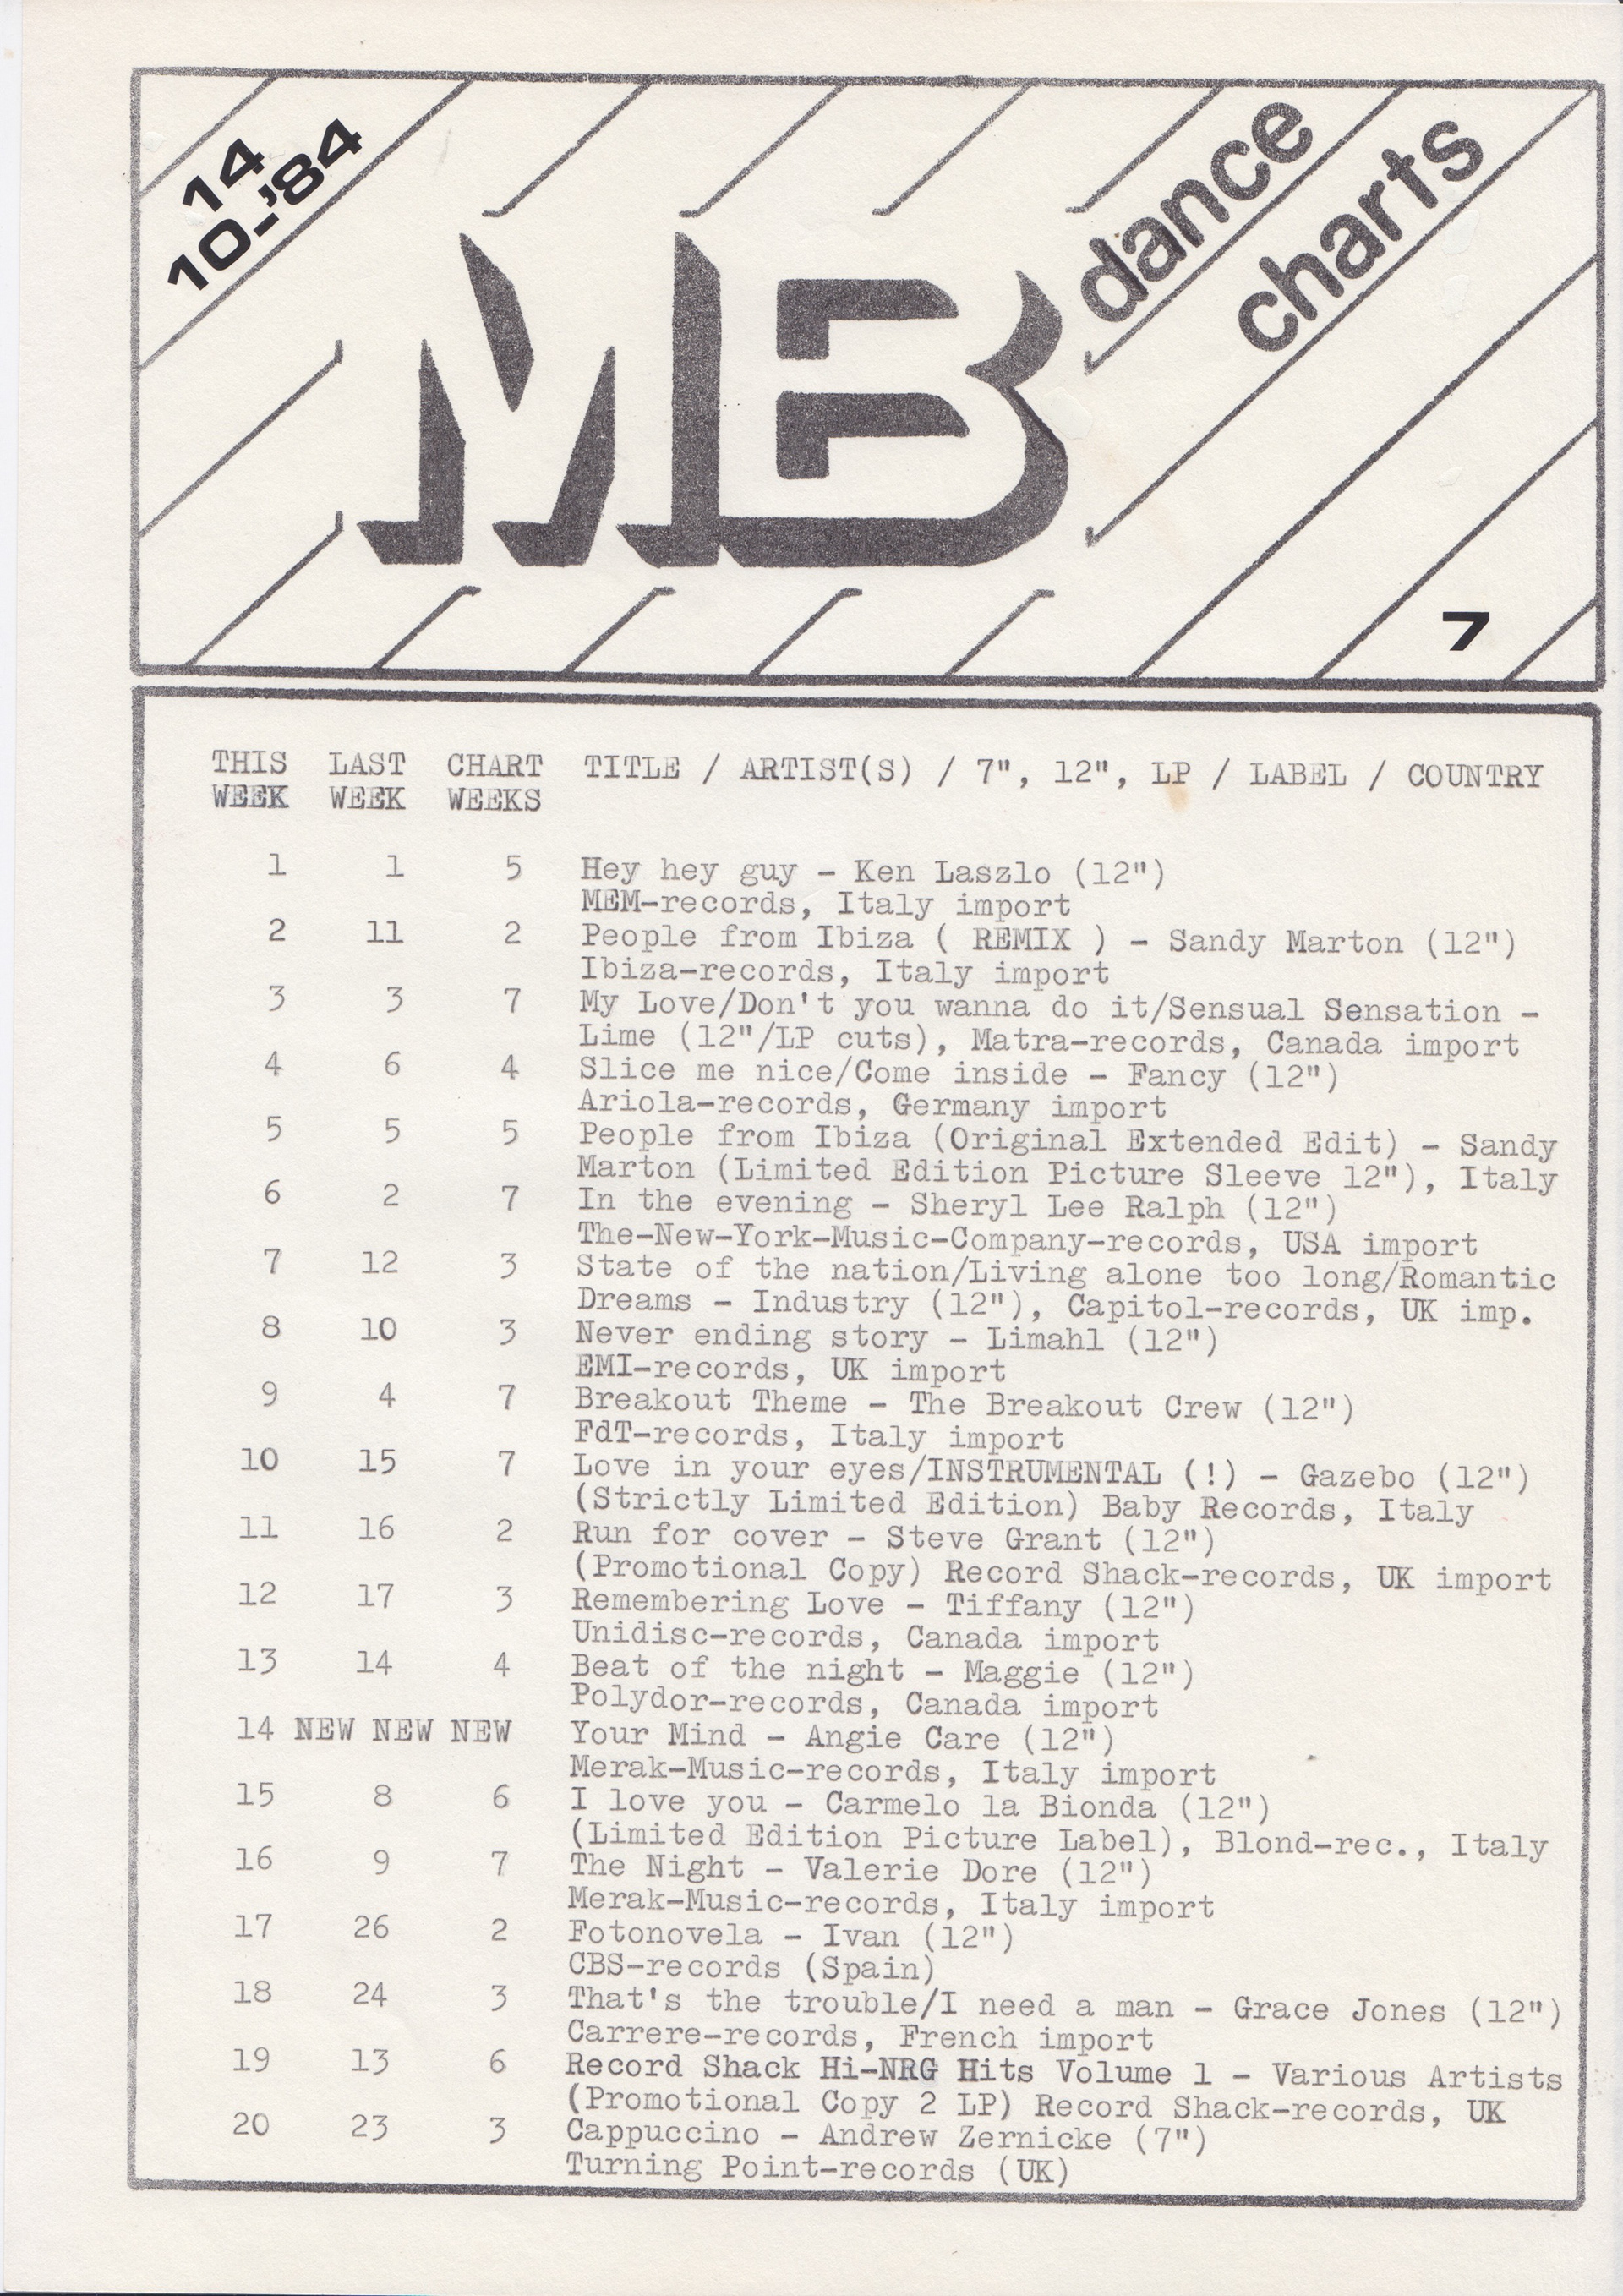 14
10-'84
MB
dance
charts
7
THIS LAST CHART TITLE / ARTIST(S) / 7", 12", LP / LABEL / COUNTRY
WEEK WEEK WEEKS
1 1 5 Hey hey guy - Ken Laszlo (12")
MEM-records, Italy import
2 11 2 People from Ibiza ( REMIX ) - Sandy Marton (12")
Ibiza-records, Italy import
3 3 7 My Love/Don't you wanna do it/Sensual Sensation -
Lime (12"/LP cuts), Matra-records, Canada import
4 6 4 Slice me nice/Come inside - Fancy (12")
Ariola-records, Germany import
5 5 5 People from Ibiza (Original Extended Edit) - Sandy
Marton (Limited Edition Picture Sleeve 12"), Italy
6 2 7 In the evening - Sheryl Lee Ralph (12")
The-New-York-Music-Company-records, USA import
7 12 3 State of the nation/Living alone too long/Romantic
Dreams - Industry (12"), Capitol-records, UK imp.
8 10 3 Never ending story - Limahl (12")
EMI-records, UK import
9 4 7 Breakout Theme - The Breakout Crew (12")
FdT-records, Italy import
10 15 7 Love in your eyes/INSTRUMENTAL (!) - Gazebo (12")
(Strictly Limited Edition) Baby Records, Italy
11 16 2 Run for cover - Steve Grant (12")
(Promotional Copy) Record Shack-records, UK import
12 17 3 Remembering Love - Tiffany (12")
Unidisc-records, Canada import
13 14 4 Beat of the night - Maggie (12")
Polydor-records, Canada import
14 NEW NEW NEW Your Mind - Angie Care (12")
Merak-Music-records, Italy import
15 8 6 I love you - Carmelo la Bionda (12")
(Limited Edition Picture Label), Blond-rec., Italy
16 9 7 The Night - Valerie Dore (12")
Merak-Music-records, Italy import
17 26 2 Fotonovela - Ivan (12")
CBS-records (Spain)
18 24 3 That's the trouble/I need a man - Grace Jones (12")
Carrere-records, French import
19 13 6 Record Shack Hi-NRG Hits Volume 1 - Various Artists
(Promotional Copy 2 LP) Record Shack-records, UK
20 23 3 Cappuccino - Andrew Zernicke (7")
Turning Point-records (UK)